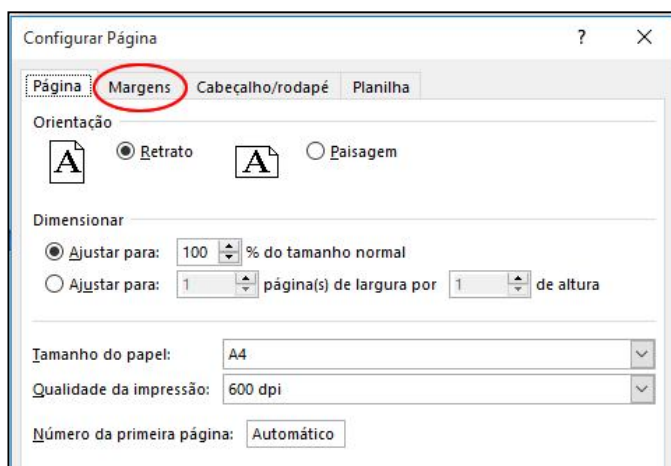 Configurar Página ?
Página Margens Cabeçalho/rodapé Planilha
Orientação
A Retrato A Paisagem
Dimensionar
Ajustar para: 100 % do tamanho normal
Ajustar para: 1 página(s) de largura por 1 de altura
Tamanho do papel: A4
Qualidade da impressão: 600 dpi
Número da primeira página: Automático